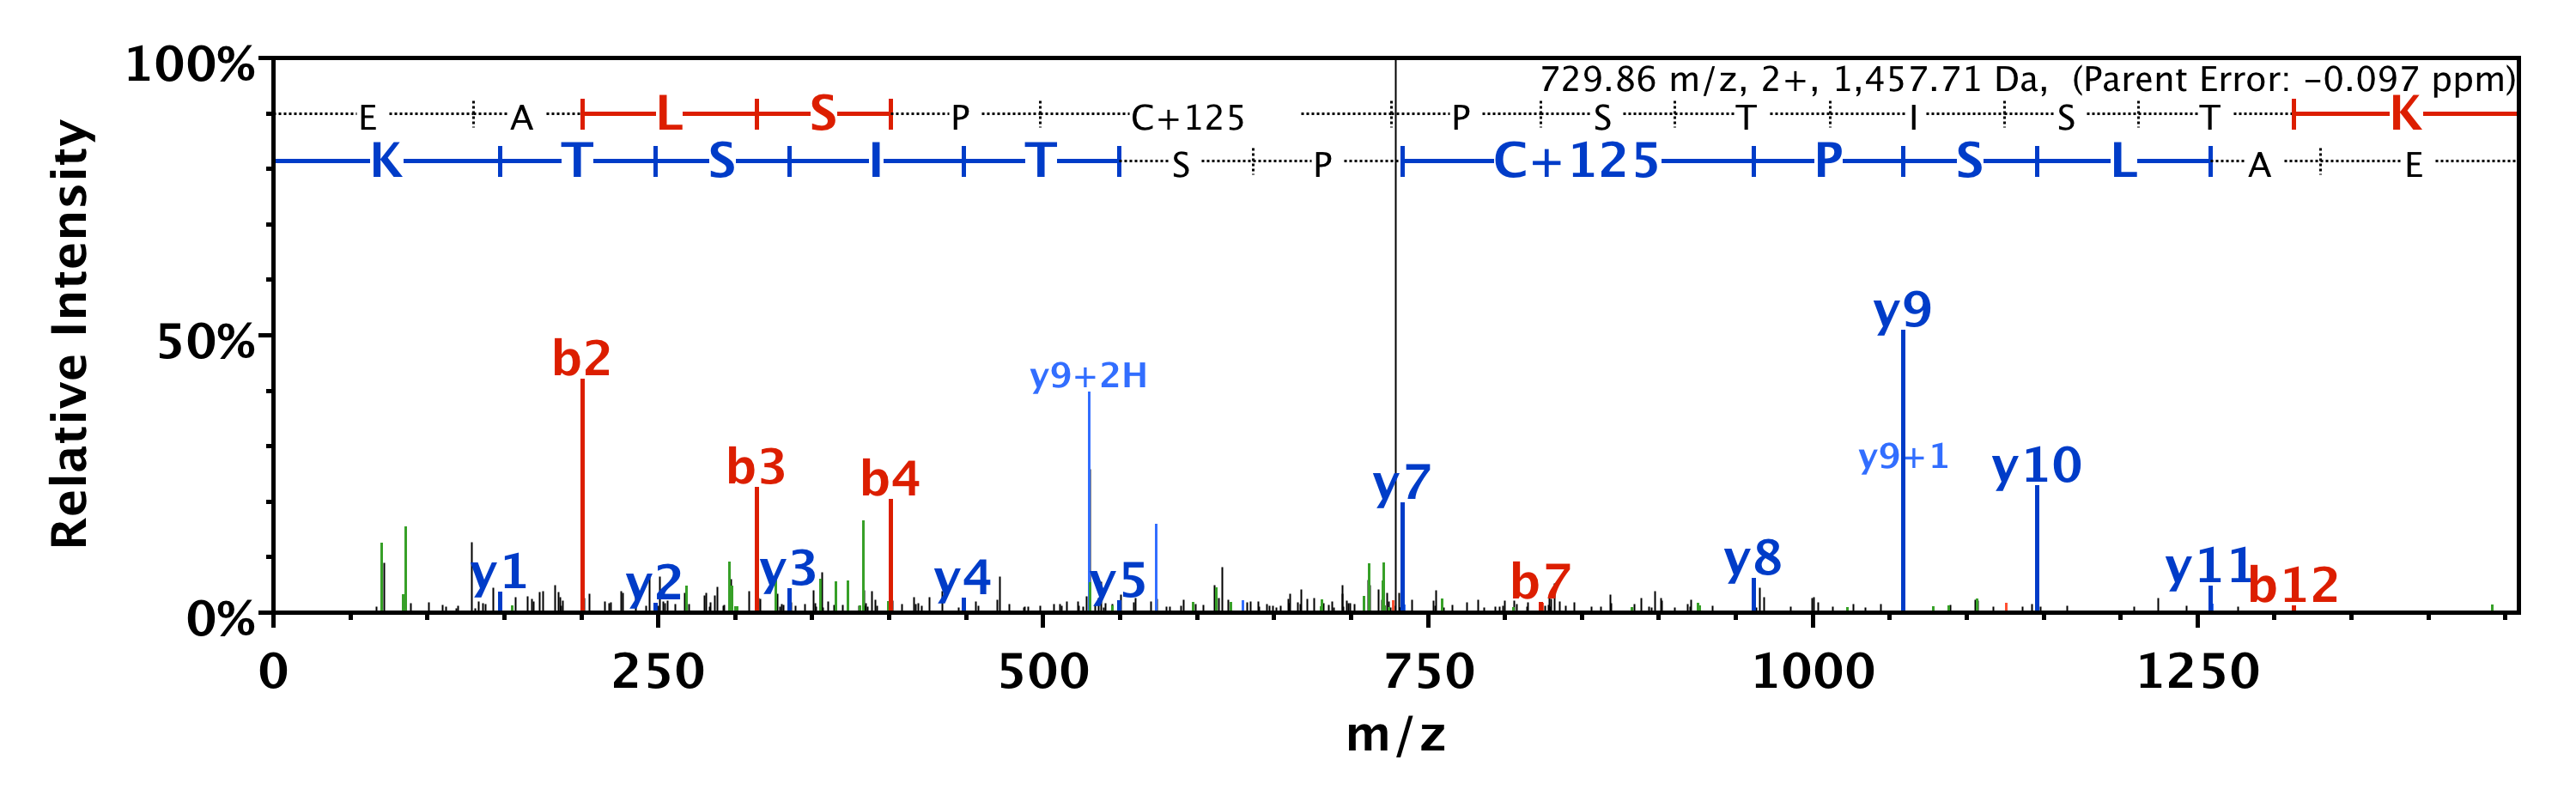 729.86 m/z, 2+, 1,457.71 Da, (Parent Error: −0.097 ppm)
E A L S P C+125 P S T I S T K
K T S I T S P C+125 P S L A E
Relative Intensity
100%
50%
0%
b2
b3
b4
y9+2H
y9
y9+1
y10
y7
y1
y2
y3
y4
y5
b7
y8
y11
b12
0 250 500 750 1000 1250
m/z